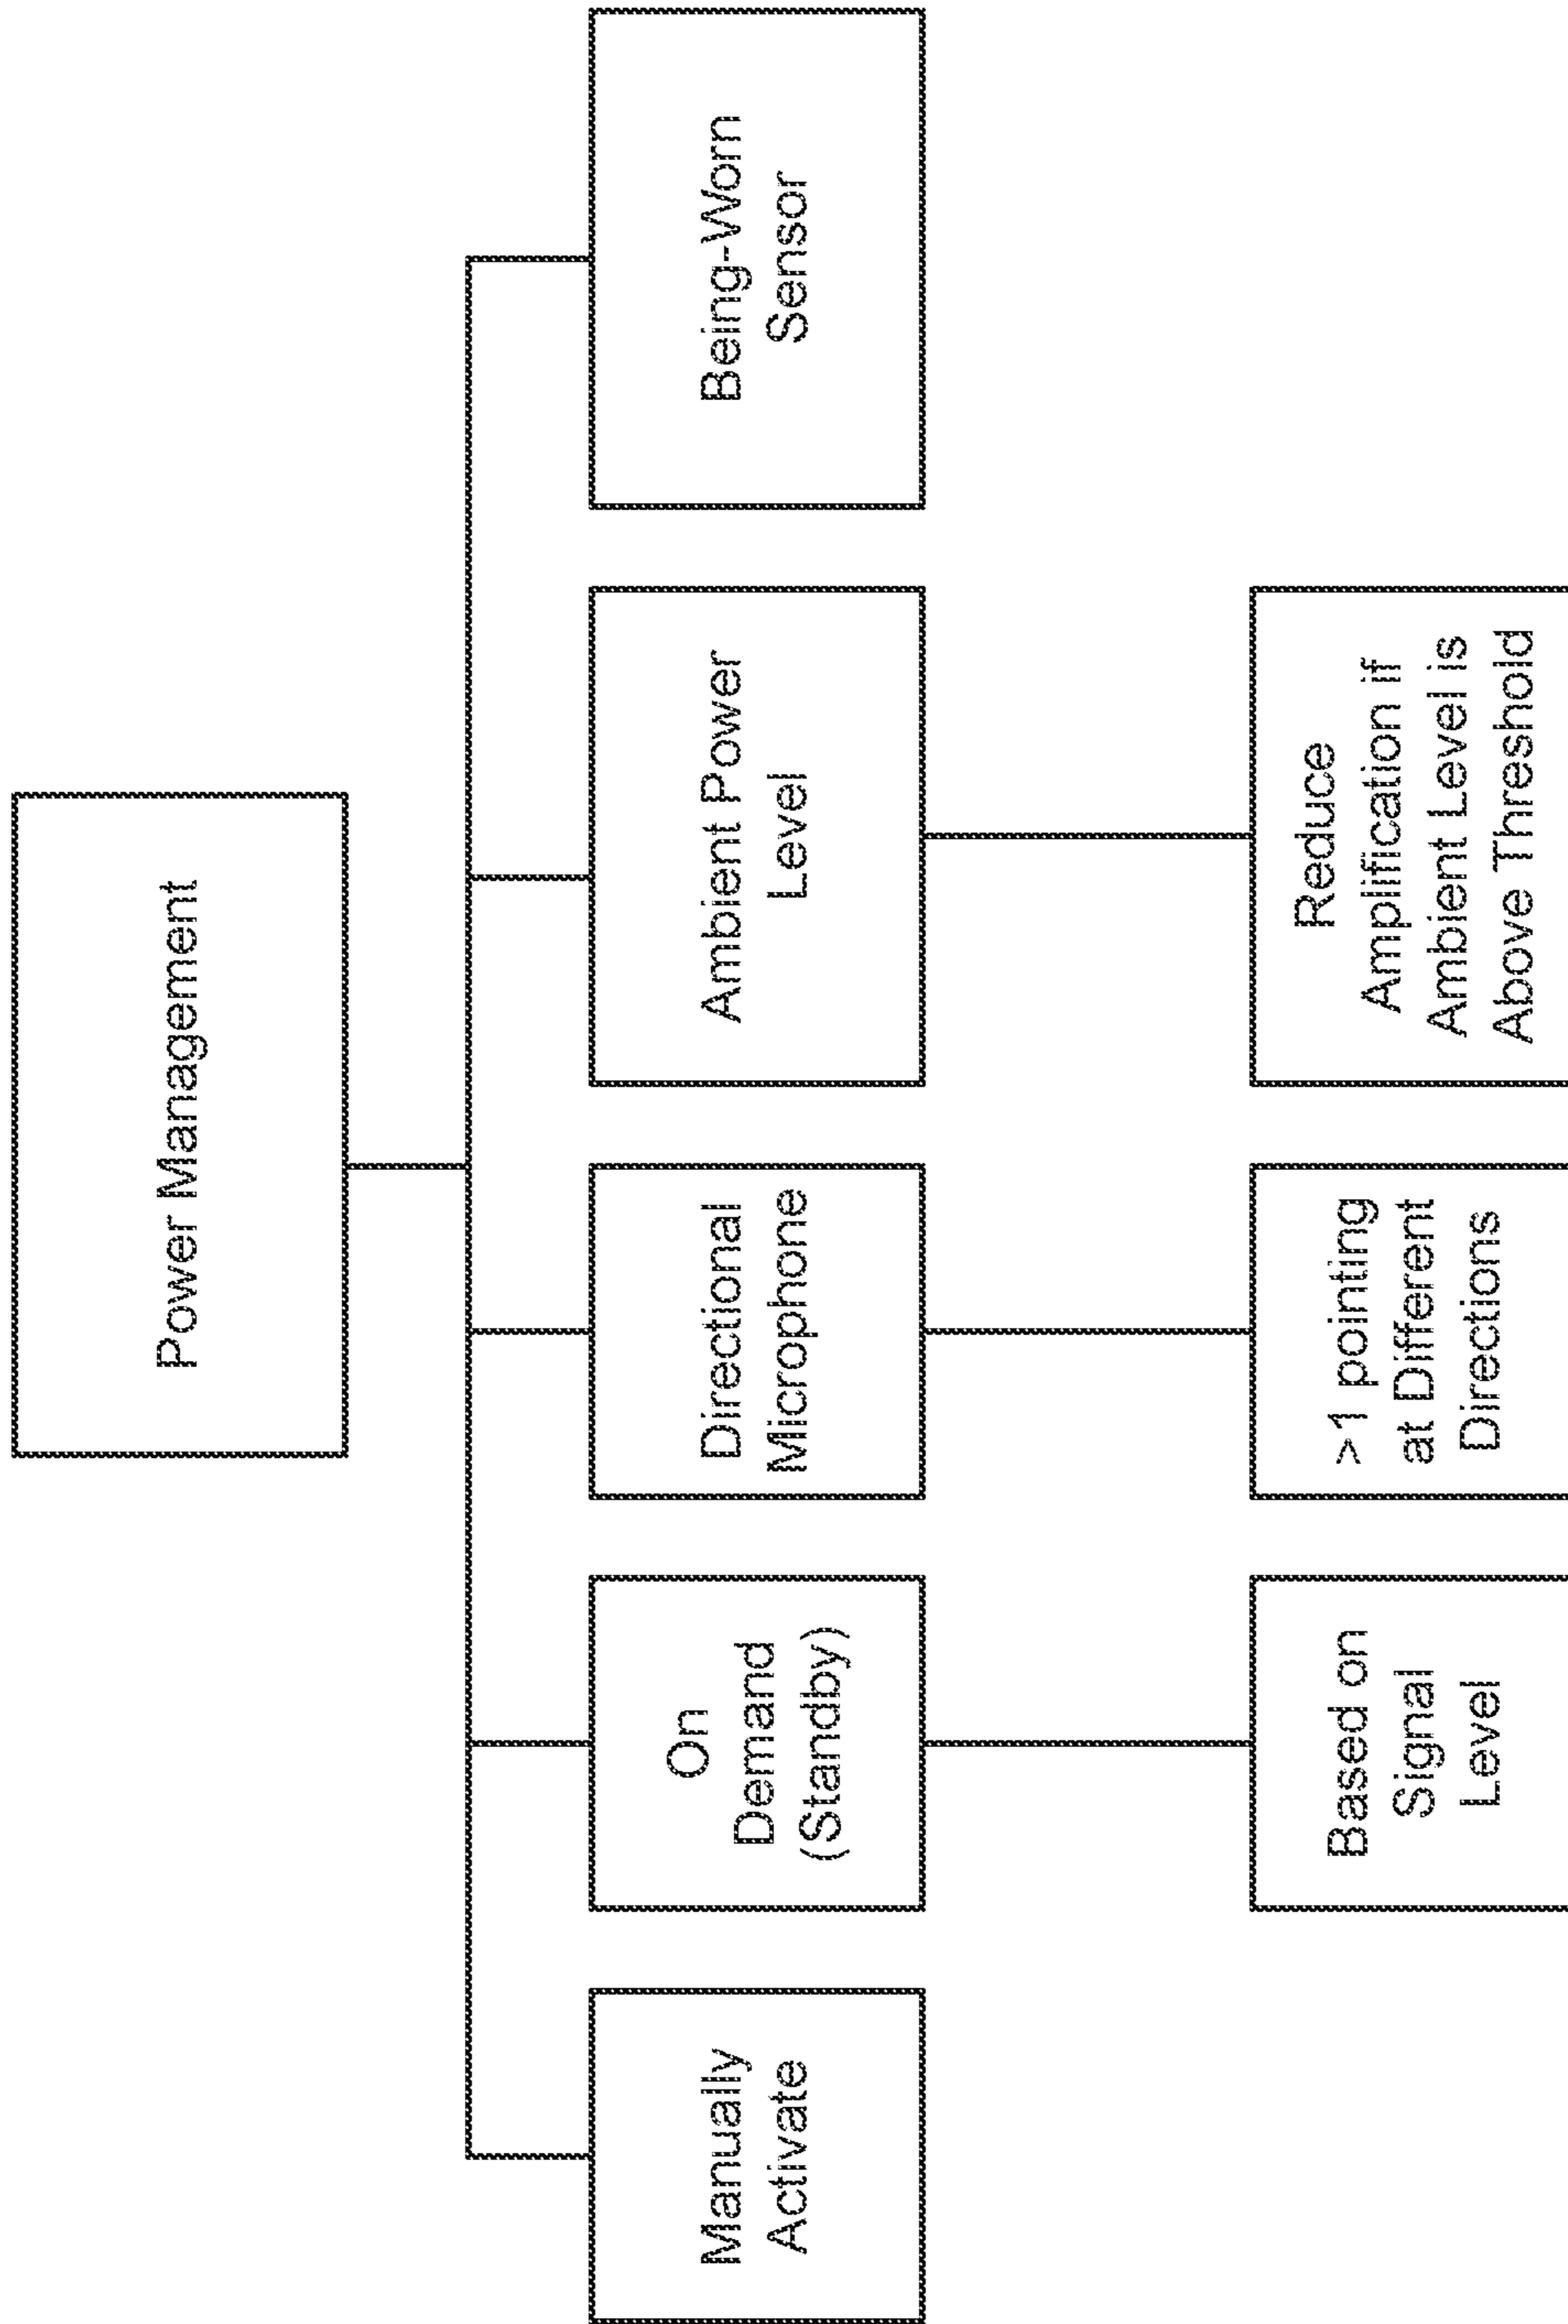 Power Management
Manually
Activate
On
Demand
(Standby)
Directional
Microphone
Ambient Power
Level
Being-Worn
Sensor
Based on
Signal
Level
>1 pointing
at Different
Directions
Reduce
Amplification if
Ambient Level is
Above Threshold